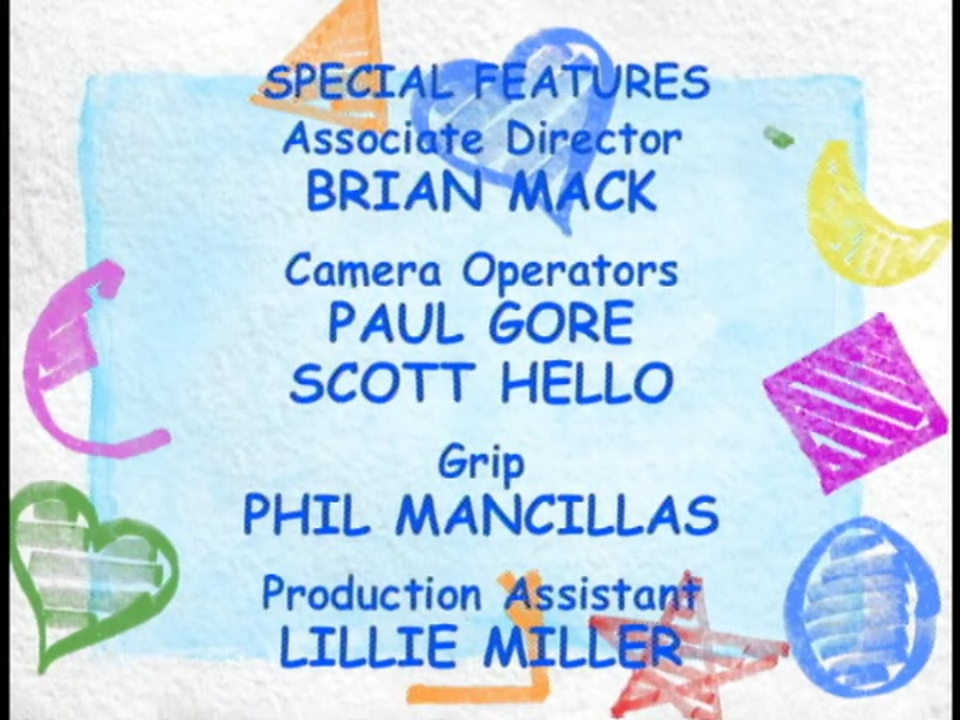 SPECIAL FEATURES
Associate Director
BRIAN MACK
Camera Operators
PAUL GORE
SCOTT HELLO
Grip
PHIL MANCILLAS
Production Assistant
LILLIE MILLER